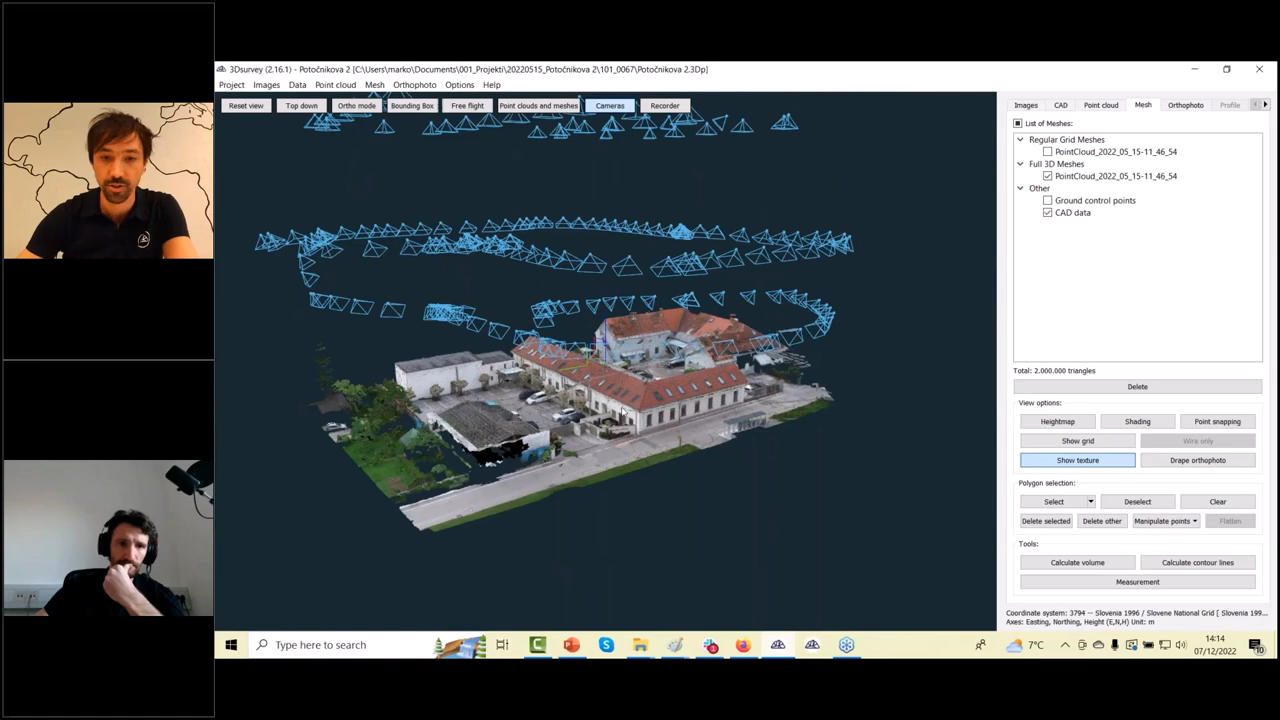 3Dsurvey (2.16.1) - Potočnikova 2 [C:\Users\marko\Documents\001_Projekti\20220515_Potočnikova 2\101_0067\Potočnikova 2.3Dp]
Project Images Data Point cloud Mesh Orthophoto Options Help
Reset view Top down Ortho mode Bounding Box Free flight Point clouds and meshes Cameras Recorder
Images CAD Point cloud Mesh Orthophoto Profile
List of Meshes:
Regular Grid Meshes
PointCloud_2022_05_15-11_46_54
Full 3D Meshes
PointCloud_2022_05_15-11_46_54
Other
Ground control points
CAD data
Total: 2.000.000 triangles
Delete
View options:
Heightmap Shading Point snapping
Show grid Wire only
Show texture Drape orthophoto
Polygon selection:
Select Deselect Clear
Delete selected Delete other Manipulate points Flatten
Tools:
Calculate volume Calculate contour lines
Measurement
Coordinate system: 3794 -- Slovenia 1996 / Slovene National Grid [ Slovenia 199...
Axes: Easting, Northing, Height (E,N,H) Unit: m
Type here to search
7°C
14:14
07/12/2022
10